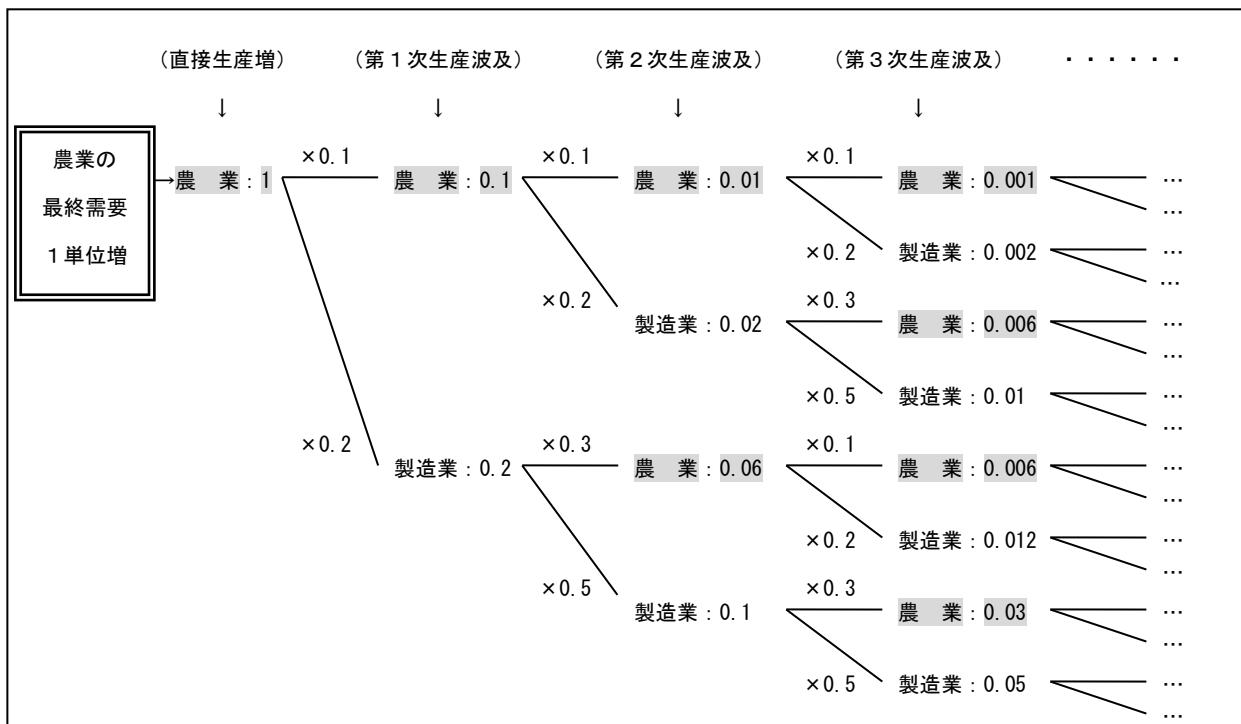 （直接生産増） （第１次生産波及） （第２次生産波及） （第３次生産波及） ・・・・・・
↓ ↓ ↓ ↓
農業の
最終需要
１単位増
×0.1 ×0.1 ×0.1
→農　業：1 農　業：0.1 農　業：0.01 農　業：0.001 …
…
×0.2 製造業：0.002 …
…
×0.2 ×0.3
製造業：0.02 農　業：0.006 …
…
×0.5 製造業：0.01 …
…
×0.2 ×0.3 ×0.1
製造業：0.2 農　業：0.06 農　業：0.006 …
…
×0.2 製造業：0.012 …
…
×0.5 ×0.3
製造業：0.1 農　業：0.03 …
…
×0.5 製造業：0.05 …
…